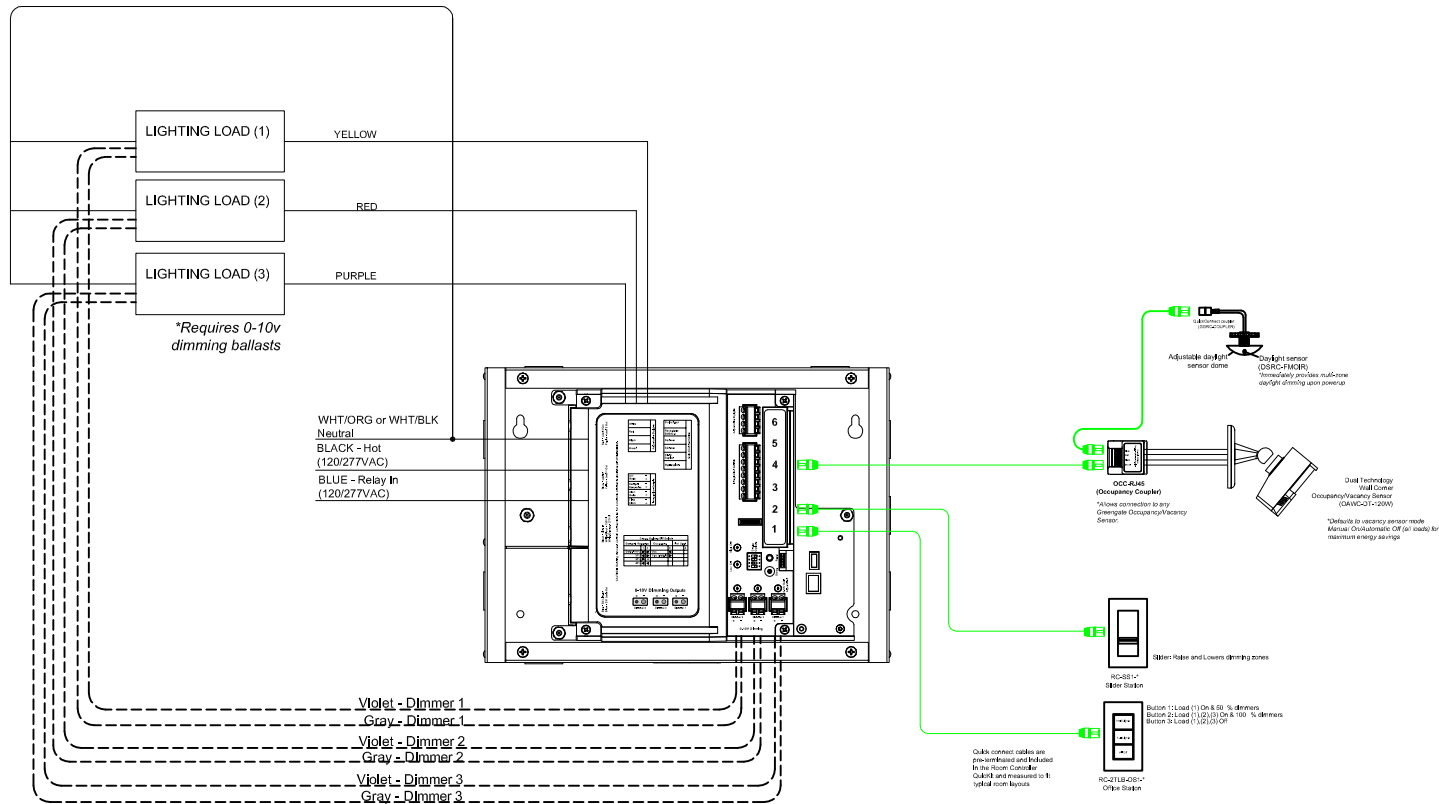 LIGHTING LOAD (1)
YELLOW
LIGHTING LOAD (2)
RED
LIGHTING LOAD (3)
PURPLE
*Requires 0-10v
dimming ballasts
WHT/ORG or WHT/BLK
Neutral
BLACK - Hot
(120/277VAC)
BLUE - Relay In
(120/277VAC)
6
5
4
3
2
1
0-10V Dimming Outputs
Quick connect coupler
(DSRC-COUPLER)
Adjustable daylight
sensor dome
Daylight sensor
(DSRC-FMOIR)
*Immediately provides multi-zone
daylight dimming upon powerup
OCC-RJ45
(Occupancy Coupler)
*Allows connection to any
Greengate Occupancy/Vacancy
Sensor.
Dual Technology
Wall Corner
Occupancy/Vacancy Sensor
(OAWC-DT-120W)
*Defaults to vacancy sensor mode
Manual On/Automatic Off (all loads) for
maximum energy savings
Slider: Raise and Lowers dimming zones
RC-SS1-*
Slider Station
Button 1: Load (1) On & 50 % dimmers
Button 2: Load (1),(2),(3) On & 100 % dimmers
Button 3: Load (1),(2),(3) Off
RC-2TLB-OS1-*
Office Station
Quick connect cables are
pre-terminated and included
in the Room Controller
QuickKit and measured to fit
typical room layouts
Violet - Dimmer 1
Gray - Dimmer 1
Violet - Dimmer 2
Gray - Dimmer 2
Violet - Dimmer 3
Gray - Dimmer 3